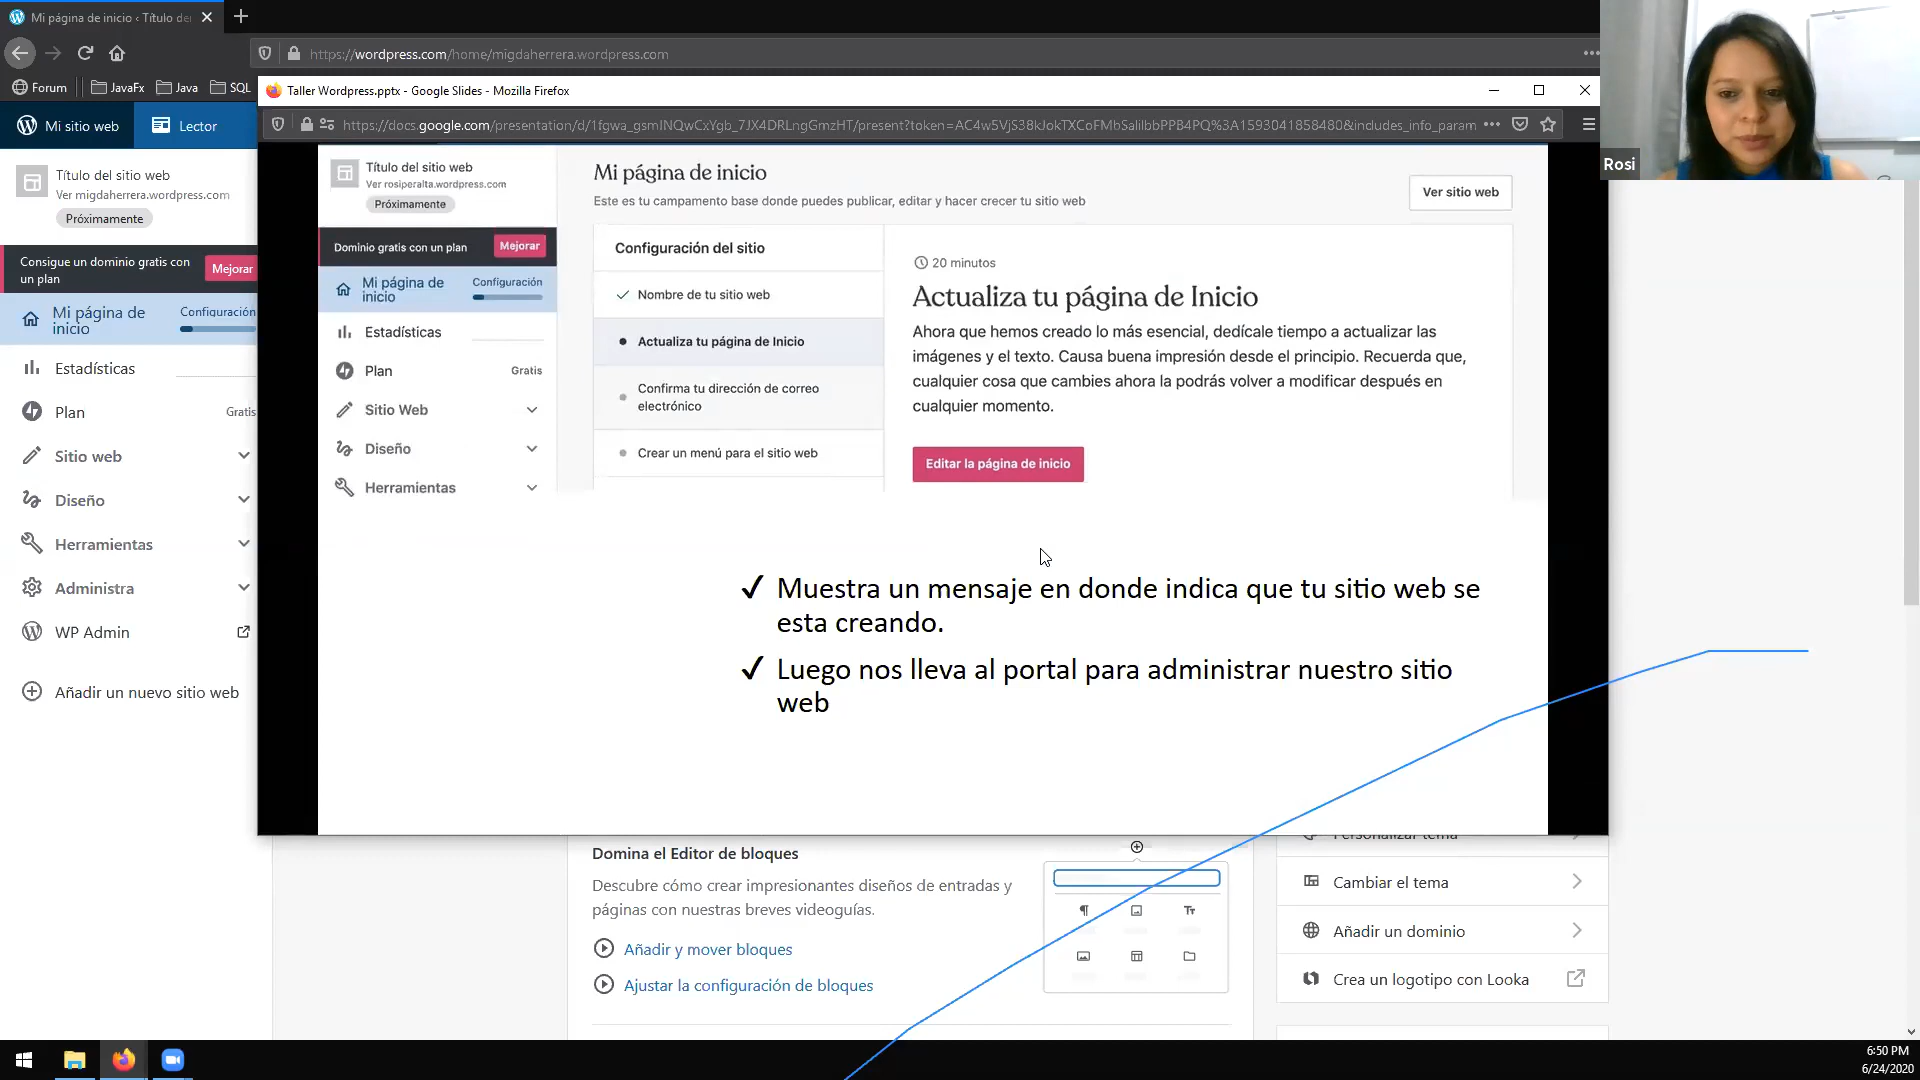 Mi página de inicio ‹ Título de
https://wordpress.com/home/migdaherrera.wordpress.com
Forum
JavaFx
Java
SQL
Mi sitio web
Lector
Título del sitio web
Ver migdaherrera.wordpress.com
Próximamente
Consigue un dominio gratis con
un plan
Mejorar
Mi página de
inicio
Configuración
Estadísticas
Plan
Gratis
Sitio web
Diseño
Herramientas
Administra
WP Admin
Añadir un nuevo sitio web
Taller Wordpress.pptx - Google Slides - Mozilla Firefox
Título del sitio web
Ver rosiperalta.wordpress.com
Próximamente
Dominio gratis con un plan
Mejorar
Mi página de
inicio
Configuración
Estadísticas
Plan
Gratis
Sitio Web
Diseño
Herramientas
Mi página de inicio
Este es tu campamento base donde puedes publicar, editar y hacer crecer tu sitio web
Ver sitio web
Configuración del sitio
Nombre de tu sitio web
Actualiza tu página de Inicio
Confirma tu dirección de correo
electrónico
Crear un menú para el sitio web
20 minutos
Actualiza tu página de Inicio
Ahora que hemos creado lo más esencial, dedícale tiempo a actualizar las
imágenes y el texto. Causa buena impresión desde el principio. Recuerda que,
cualquier cosa que cambies ahora la podrás volver a modificar después en
cualquier momento.
Editar la página de inicio
✓ Muestra un mensaje en donde indica que tu sitio web se
esta creando.
✓ Luego nos lleva al portal para administrar nuestro sitio
web
Rosi
Domina el Editor de bloques
Descubre cómo crear impresionantes diseños de entradas y
páginas con nuestras breves videoguías.
Añadir y mover bloques
Ajustar la configuración de bloques
Tт
Personalizar tema
Cambiar el tema
Añadir un dominio
Crea un logotipo con Looka
6:50 PM
6/24/2020